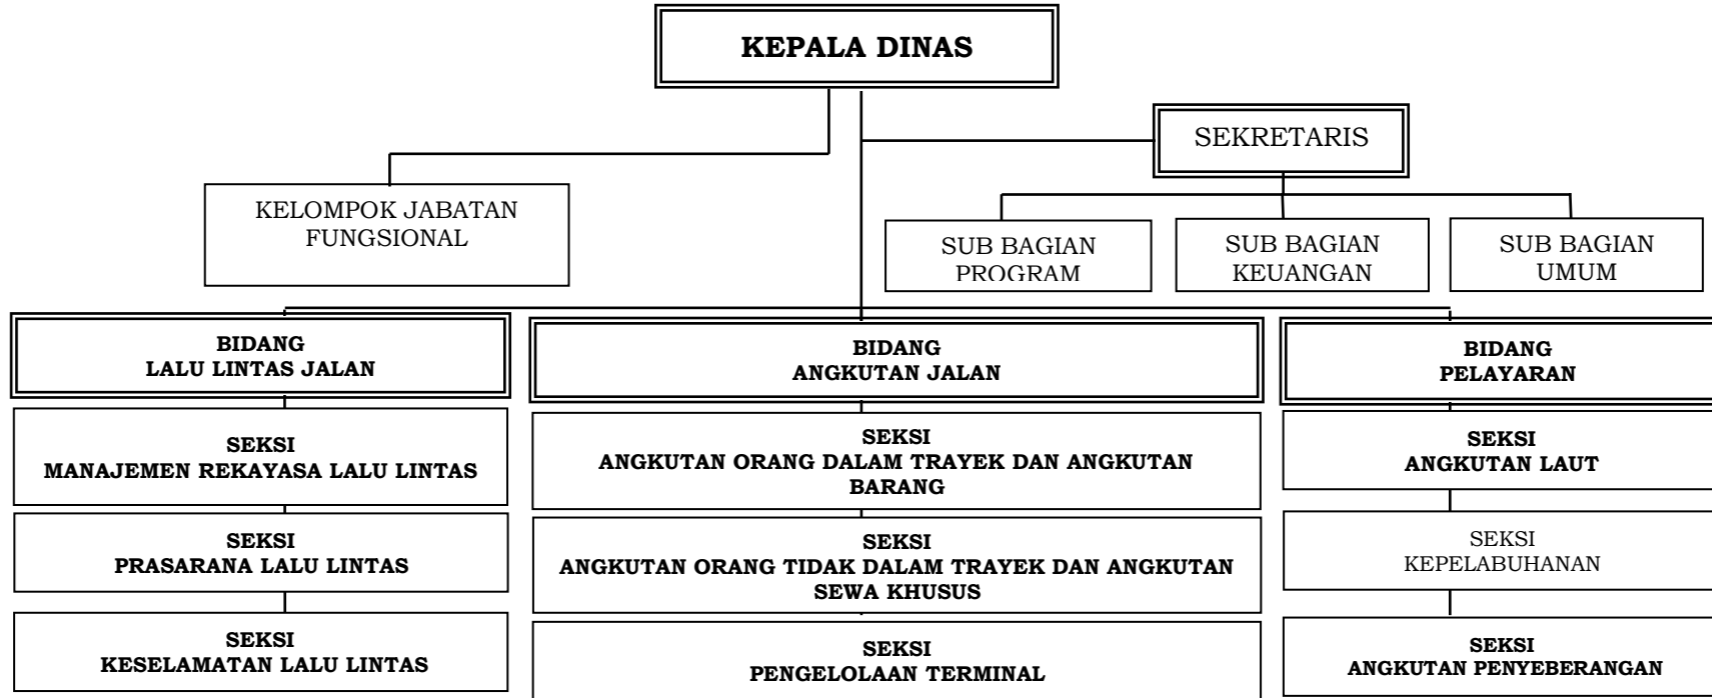 KEPALA DINAS
SEKRETARIS
KELOMPOK JABATAN
FUNGSIONAL
SUB BAGIAN
PROGRAM
SUB BAGIAN
KEUANGAN
SUB BAGIAN
UMUM
BIDANG
LALU LINTAS JALAN
BIDANG
ANGKUTAN JALAN
BIDANG
PELAYARAN
SEKSI
MANAJEMEN REKAYASA LALU LINTAS
SEKSI
ANGKUTAN ORANG DALAM TRAYEK DAN ANGKUTAN
BARANG
SEKSI
ANGKUTAN LAUT
SEKSI
PRASARANA LALU LINTAS
SEKSI
ANGKUTAN ORANG TIDAK DALAM TRAYEK DAN ANGKUTAN
SEWA KHUSUS
SEKSI
KEPELABUHANAN
SEKSI
KESELAMATAN LALU LINTAS
SEKSI
PENGELOLAAN TERMINAL
SEKSI
ANGKUTAN PENYEBERANGAN